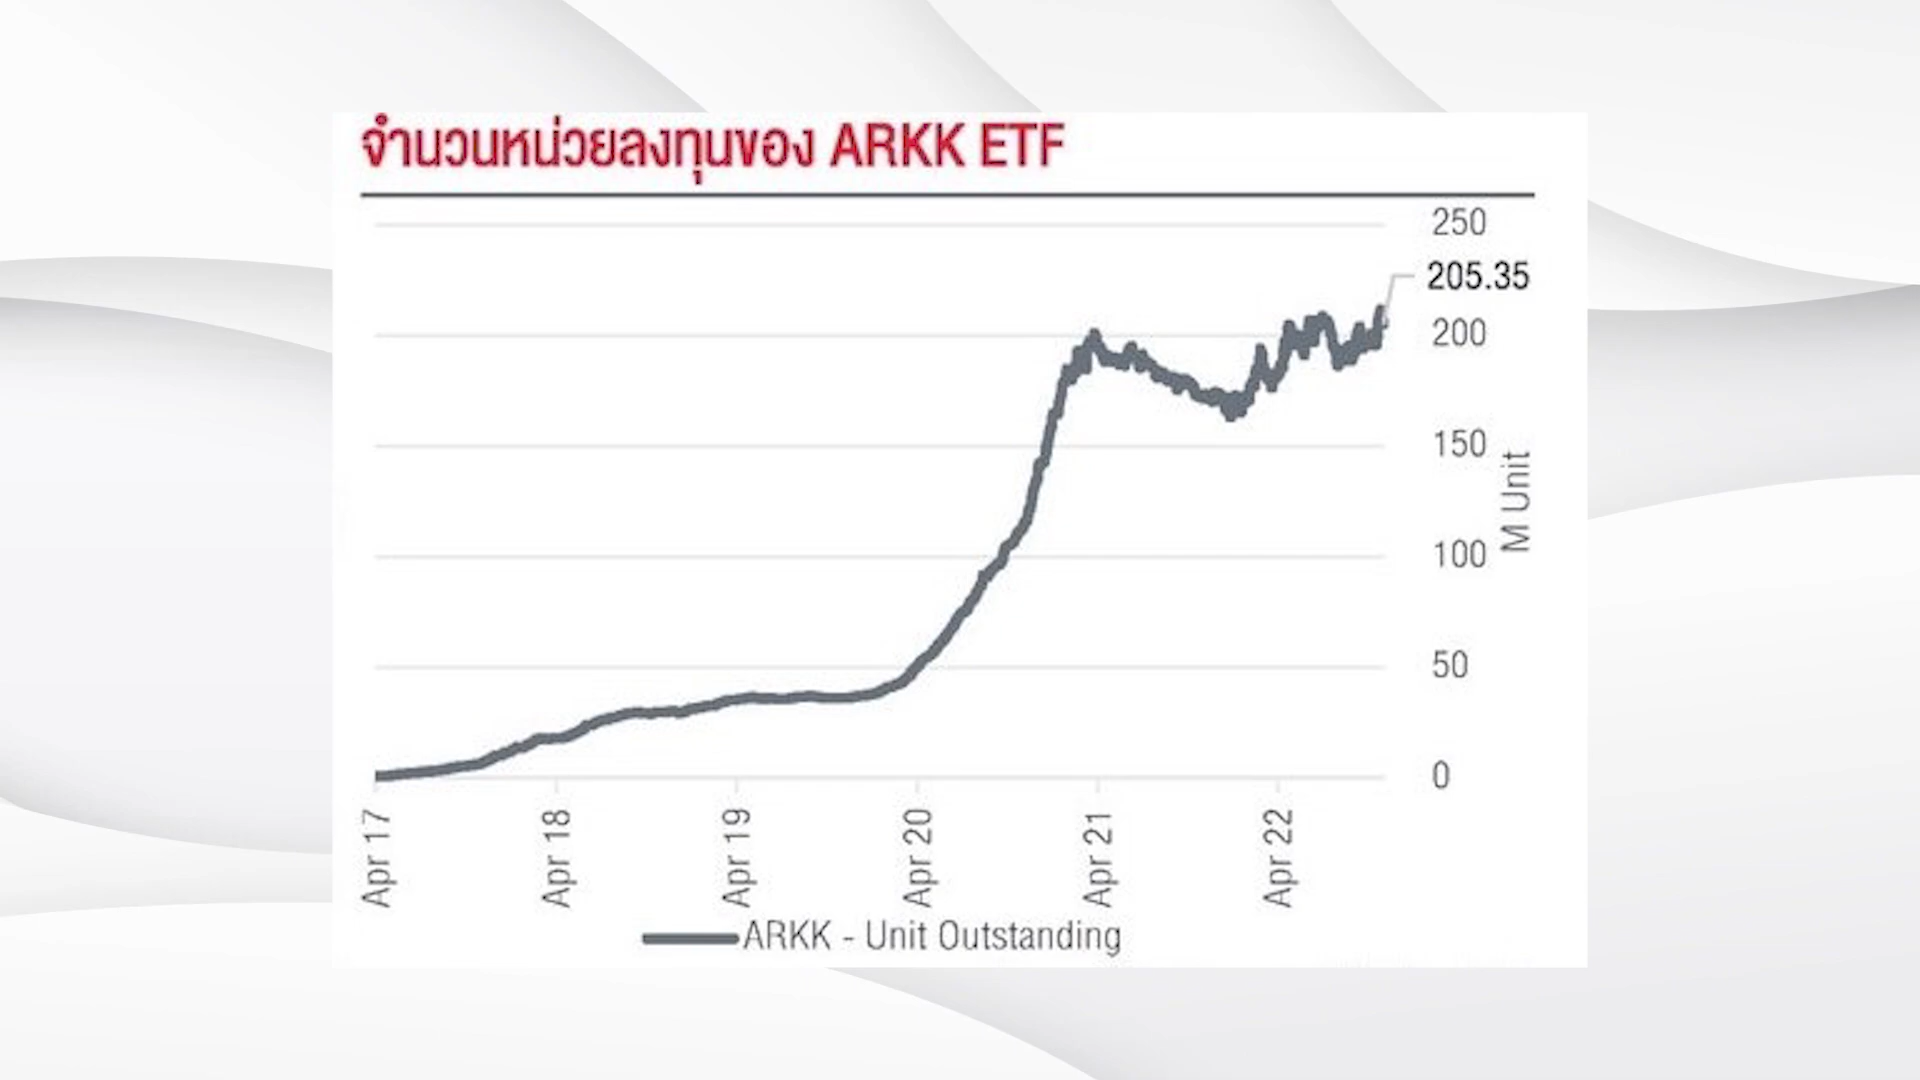 จำนวนหน่วยลงทุนของ ARKK ETF
250
205.35
200
150
100
50
0
M Unit
Apr 17
Apr 18
Apr 19
Apr 20
Apr 21
Apr 22
ARKK - Unit Outstanding